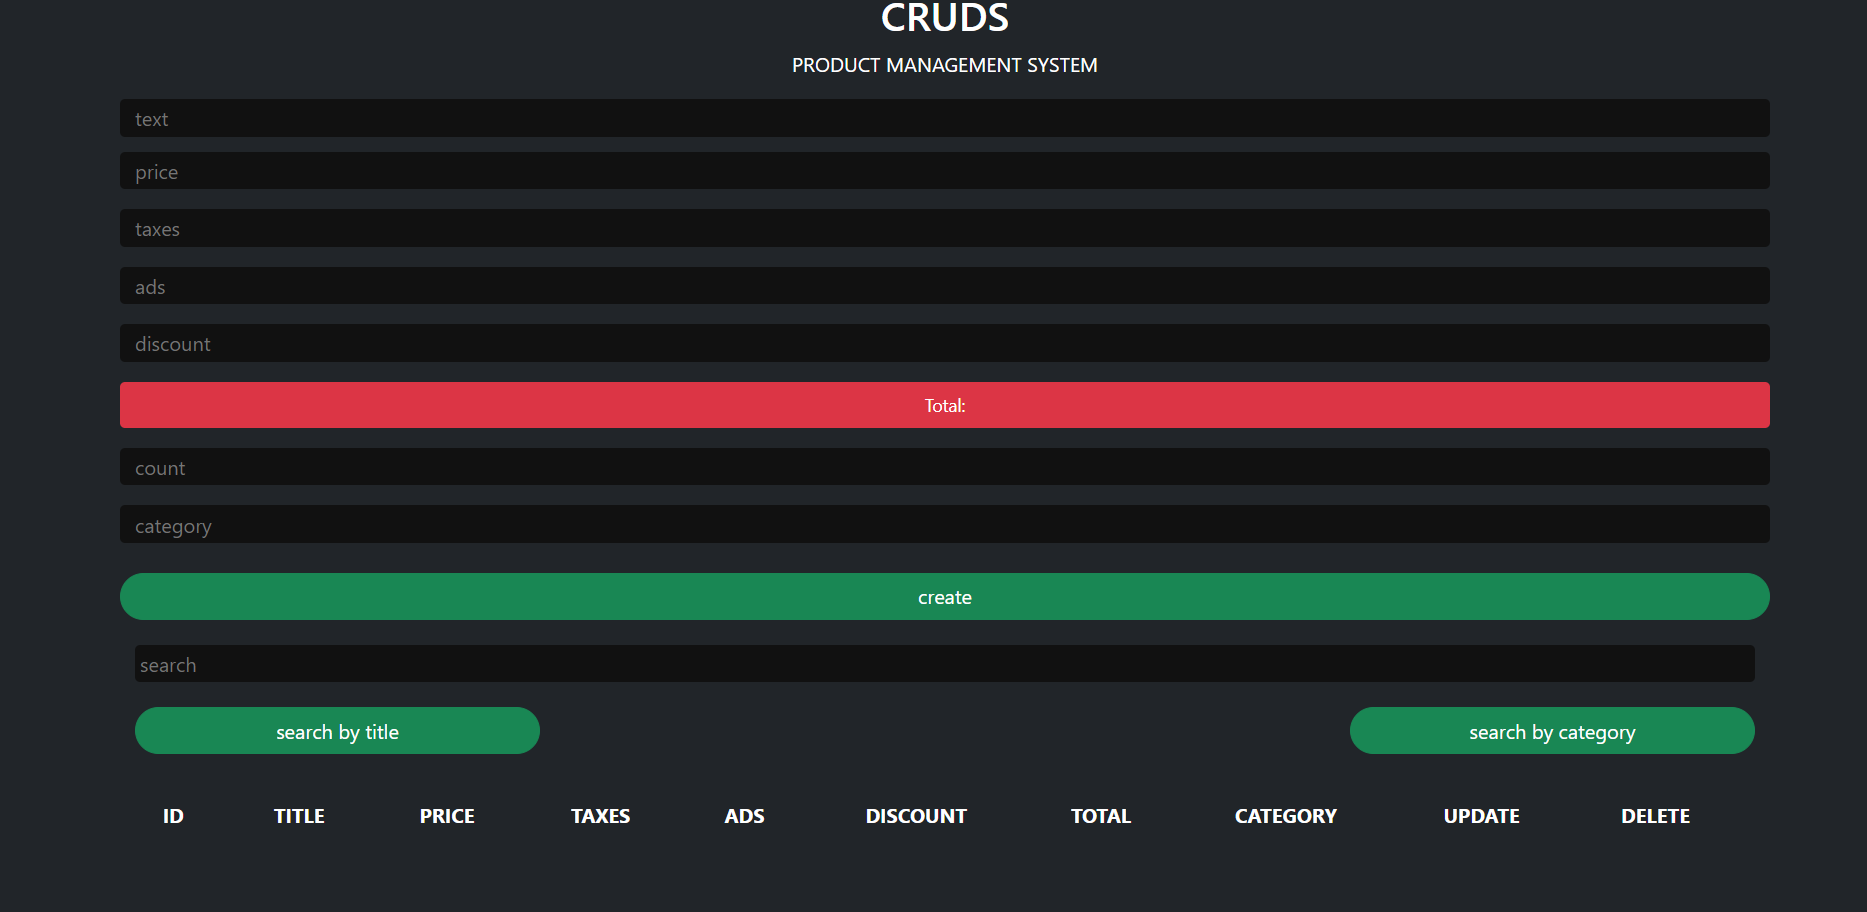 CRUDS
PRODUCT MANAGEMENT SYSTEM
text
price
taxes
ads
discount
Total:
count
category
create
search
search by title search by category
ID TITLE PRICE TAXES ADS DISCOUNT TOTAL CATEGORY UPDATE DELETE